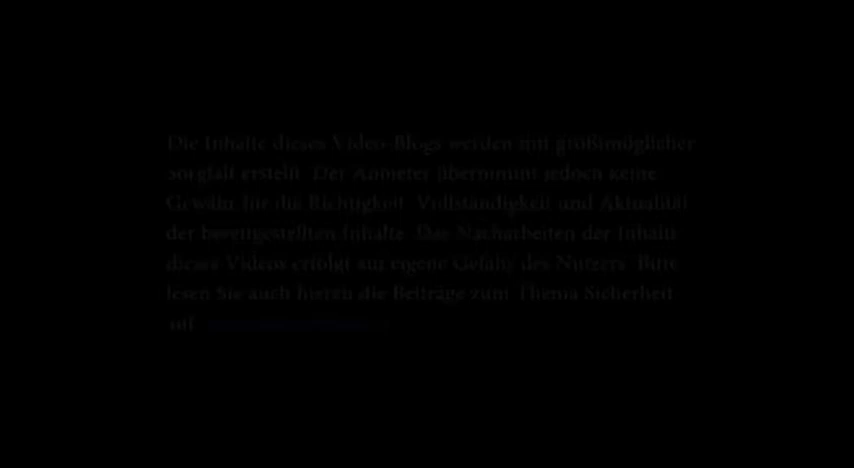 Die Inhalte dieses Video-Blogs werden mit größtmöglicher
Sorgfalt erstellt. Der Anbieter übernimmt jedoch keine
Gewähr für die Richtigkeit, Vollständigkeit und Aktualität
der bereitgestellten Inhalte. Das Nacharbeiten der Inhalte
dieses Videos erfolgt auf eigene Gefahr des Nutzers. Bitte
lesen Sie auch hierzu die Beiträge zum Thema Sicherheit
auf